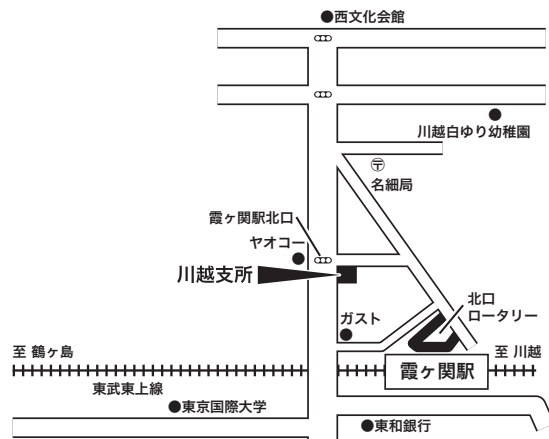 西文化会館
川越白ゆり幼稚園
〒
名細局
霞ヶ関駅北口
ヤオコー
川越支所
北口
ロータリー
ガスト
至 鶴ヶ島
至 川越
霞ヶ関駅
東武東上線
東京国際大学
東和銀行